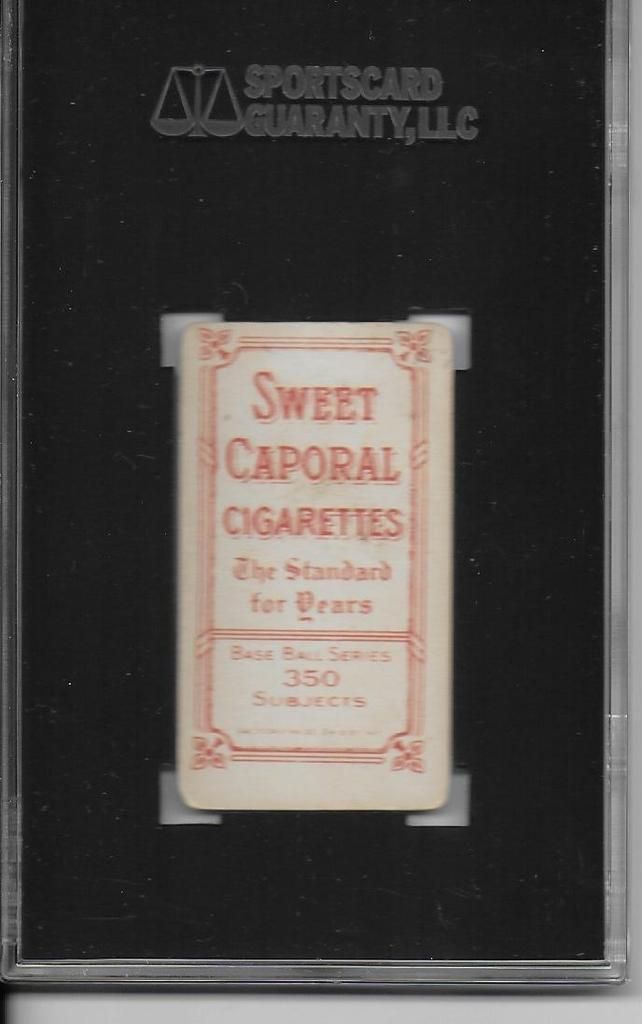 SPORTSCARD
GUARANTY, LLC
SWEET
CAPORAL
CIGARETTES
The Standard
for Years
BASE BALL SERIES
350
SUBJECTS